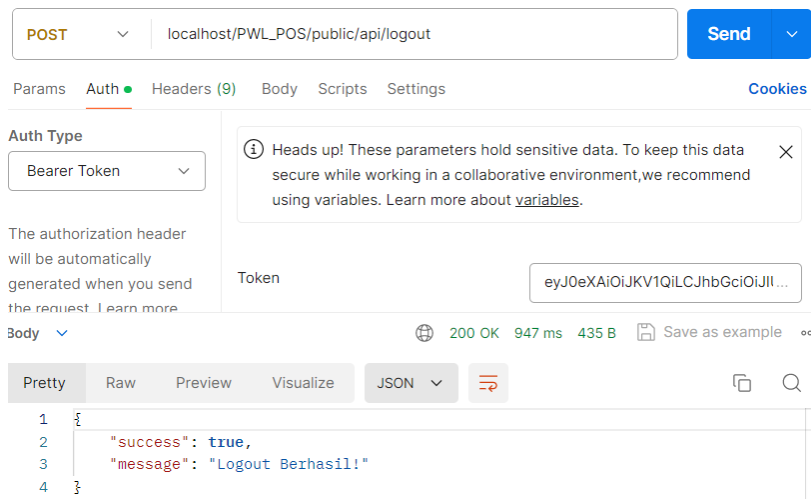 POST localhost/PWL_POS/public/api/logout Send
Params Auth Headers (9) Body Scripts Settings Cookies
Auth Type
Bearer Token
The authorization header
will be automatically
generated when you send
the request. Learn more
Heads up! These parameters hold sensitive data. To keep this data
secure while working in a collaborative environment,we recommend
using variables. Learn more about variables.
Token
Body 200 OK 947 ms 435 B Save as example
Pretty Raw Preview Visualize JSON
1 {
2 "success": true,
3 "message": "Logout Berhasil!"
4 }